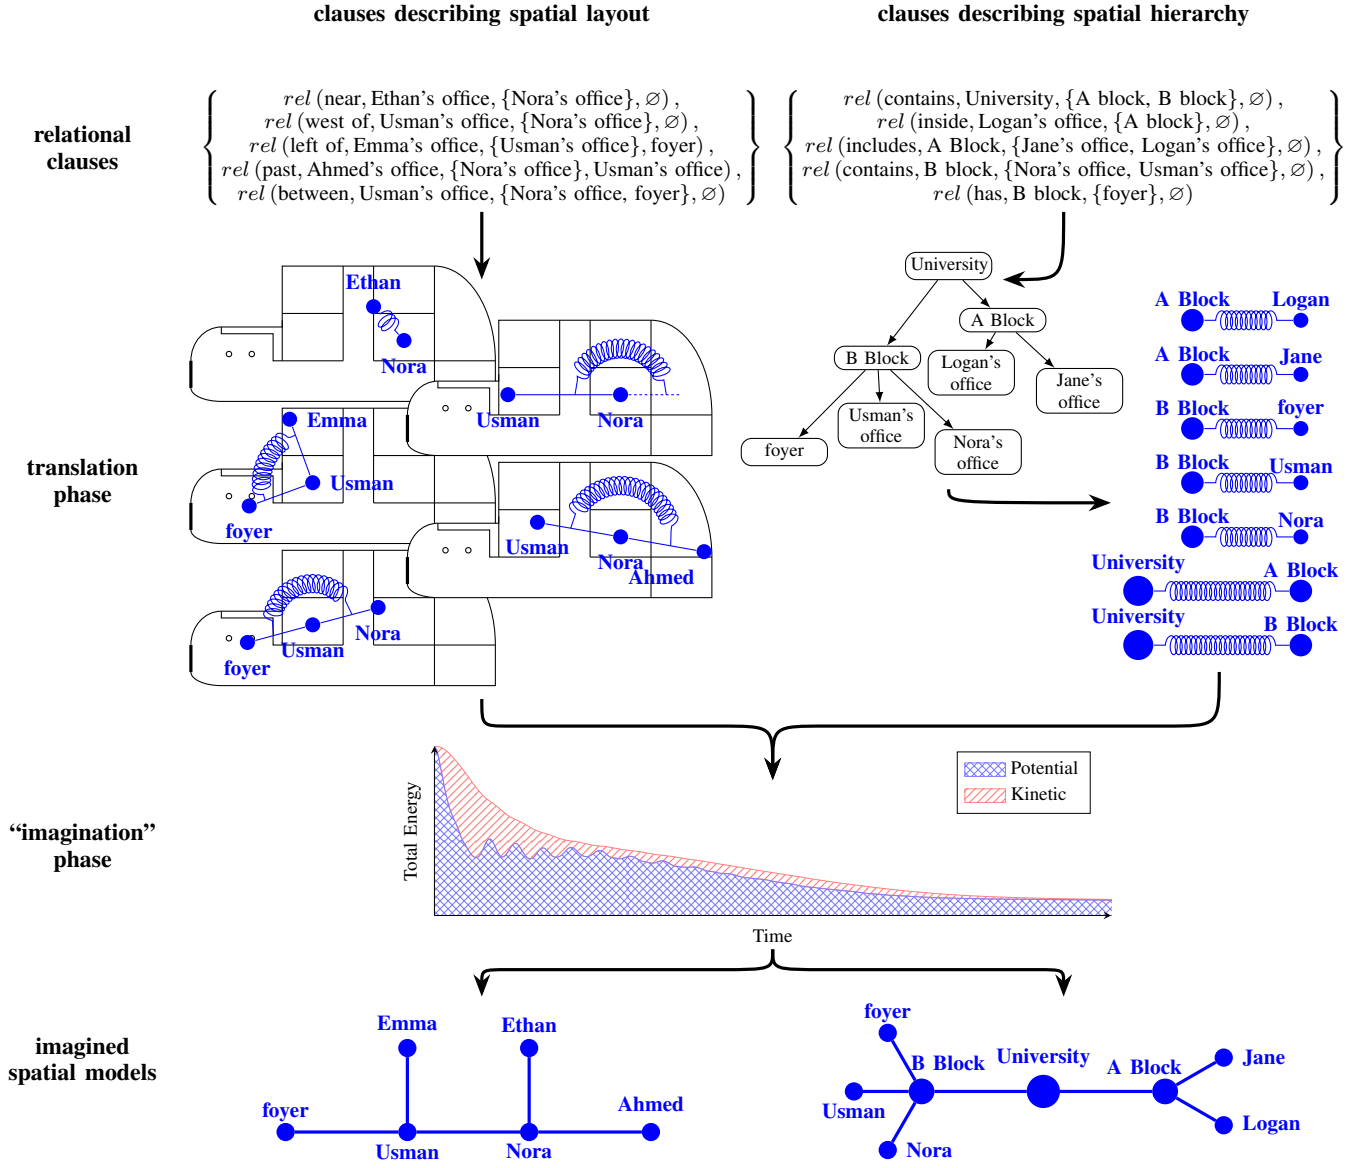 clauses describing spatial layout
clauses describing spatial hierarchy
relational
clauses
rel (near, Ethan's office, {Nora's office}, ∅) ,
rel (west of, Usman's office, {Nora's office}, ∅) ,
rel (left of, Emma's office, {Usman's office}, foyer) ,
rel (past, Ahmed's office, {Nora's office}, Usman's office) ,
rel (between, Usman's office, {Nora's office, foyer}, ∅)
rel (contains, University, {A block, B block}, ∅) ,
rel (inside, Logan's office, {A block}, ∅) ,
rel (includes, A Block, {Jane's office, Logan's office}, ∅) ,
rel (contains, B block, {Nora's office, Usman's office}, ∅) ,
rel (has, B block, {foyer}, ∅)
translation
phase
Ethan
Nora
Usman
Nora
Emma
Usman
foyer
Usman
Nora
Ahmed
Nora
Usman
foyer
University
A Block
B Block
Logan's
office
Jane's
office
Usman's
office
foyer
Nora's
office
A Block Logan
A Block Jane
B Block foyer
B Block Usman
B Block Nora
University A Block
University B Block
“imagination”
phase
Total Energy
Potential
Kinetic
Time
imagined
spatial models
Emma
Ethan
foyer
Ahmed
Usman
Nora
foyer
B Block
University
A Block
Jane
Usman
Logan
Nora